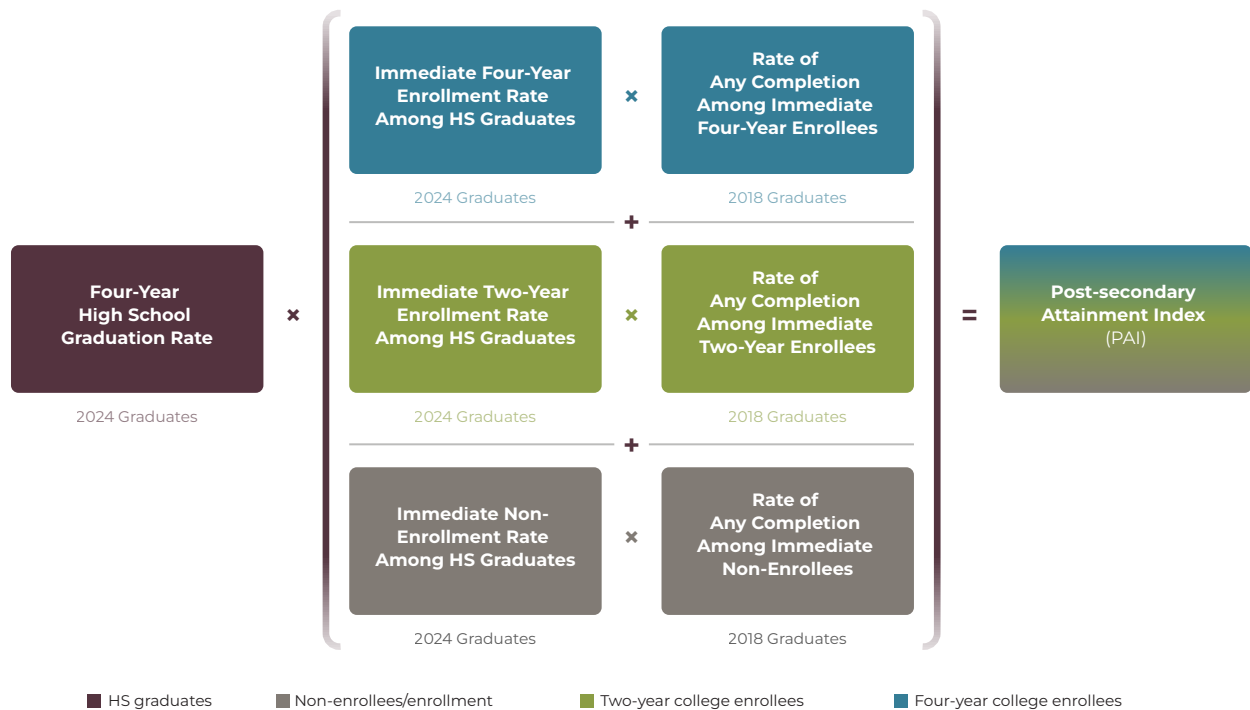 Immediate Four-Year
Enrollment Rate
Among HS Graduates
×
Rate of
Any Completion
Among Immediate
Four-Year Enrollees
2024 Graduates
2018 Graduates
+
Four-Year
High School
Graduation Rate
2024 Graduates
×
Immediate Two-Year
Enrollment Rate
Among HS Graduates
×
Rate of
Any Completion
Among Immediate
Two-Year Enrollees
2024 Graduates
2018 Graduates
=
Post-secondary
Attainment Index
(PAI)
+
Immediate Non-
Enrollment Rate
Among HS Graduates
×
Rate of
Any Completion
Among Immediate
Non-Enrollees
2024 Graduates
2018 Graduates
HS graduates
Non-enrollees/enrollment
Two-year college enrollees
Four-year college enrollees